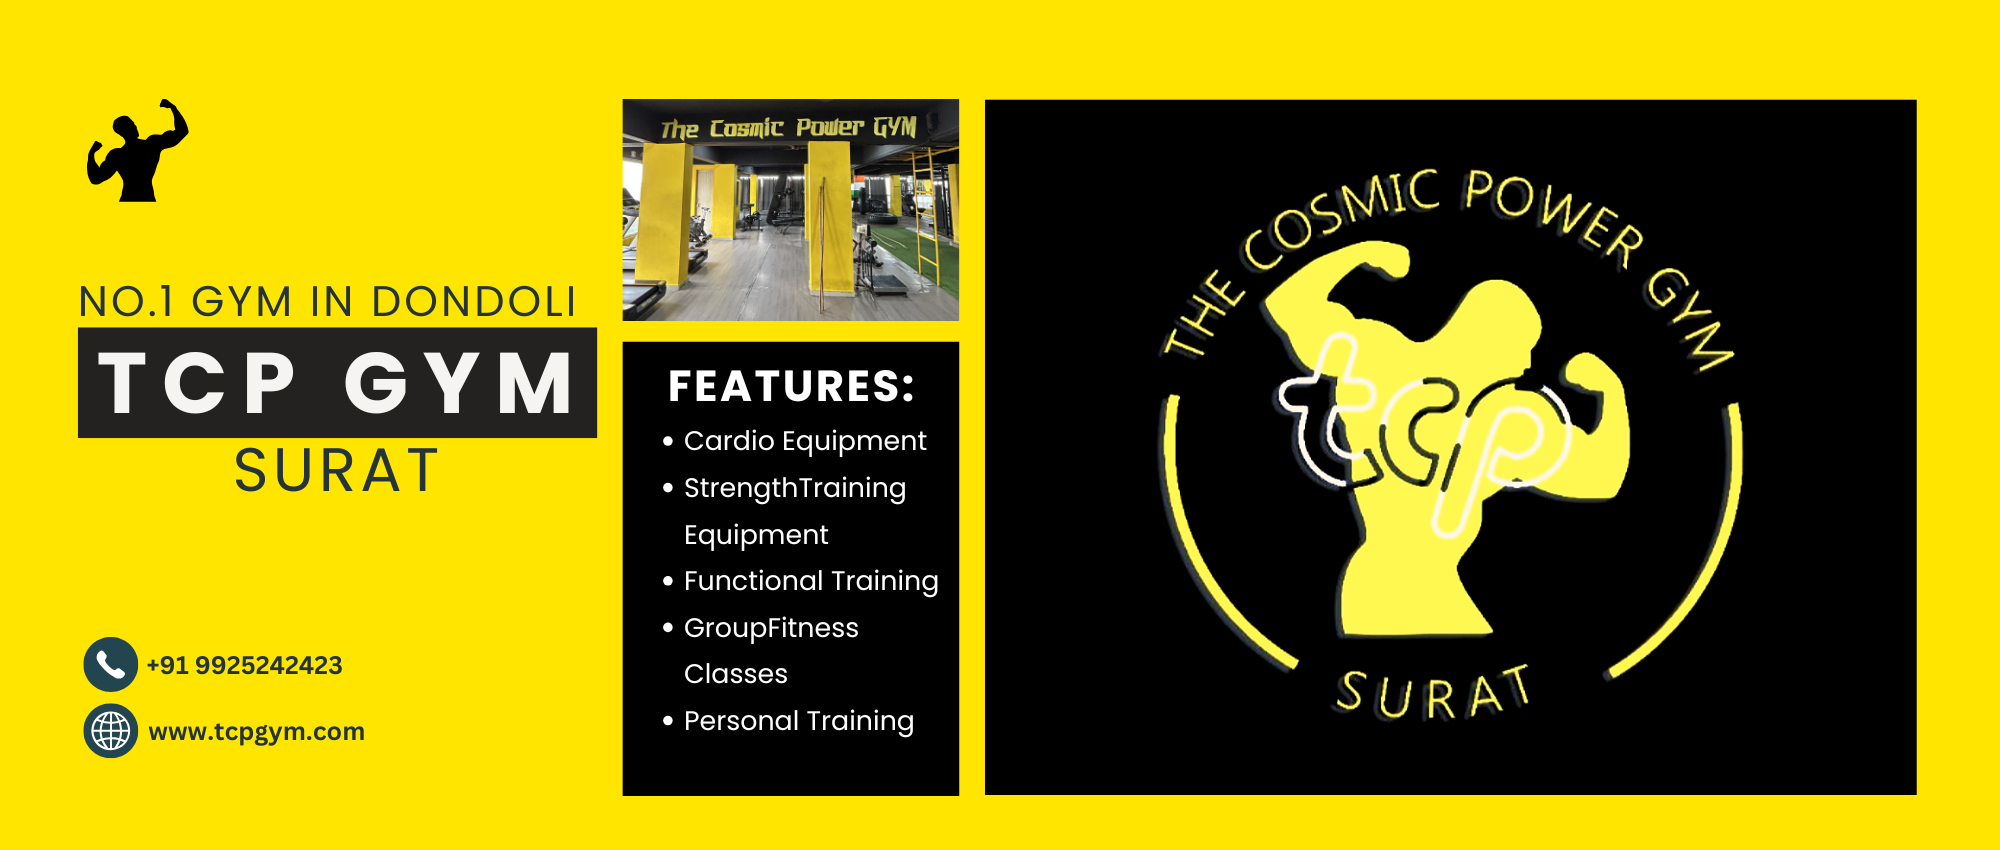 NO.1 GYM IN DONDOLI
TCP GYM
SURAT
+91 9925242423
www.tcpgym.com
The Cosmic Power GYM
FEATURES:
• Cardio Equipment
• StrengthTraining
Equipment
• Functional Training
• GroupFitness
Classes
• Personal Training
THE COSMIC POWER GYM
tcp
SURAT